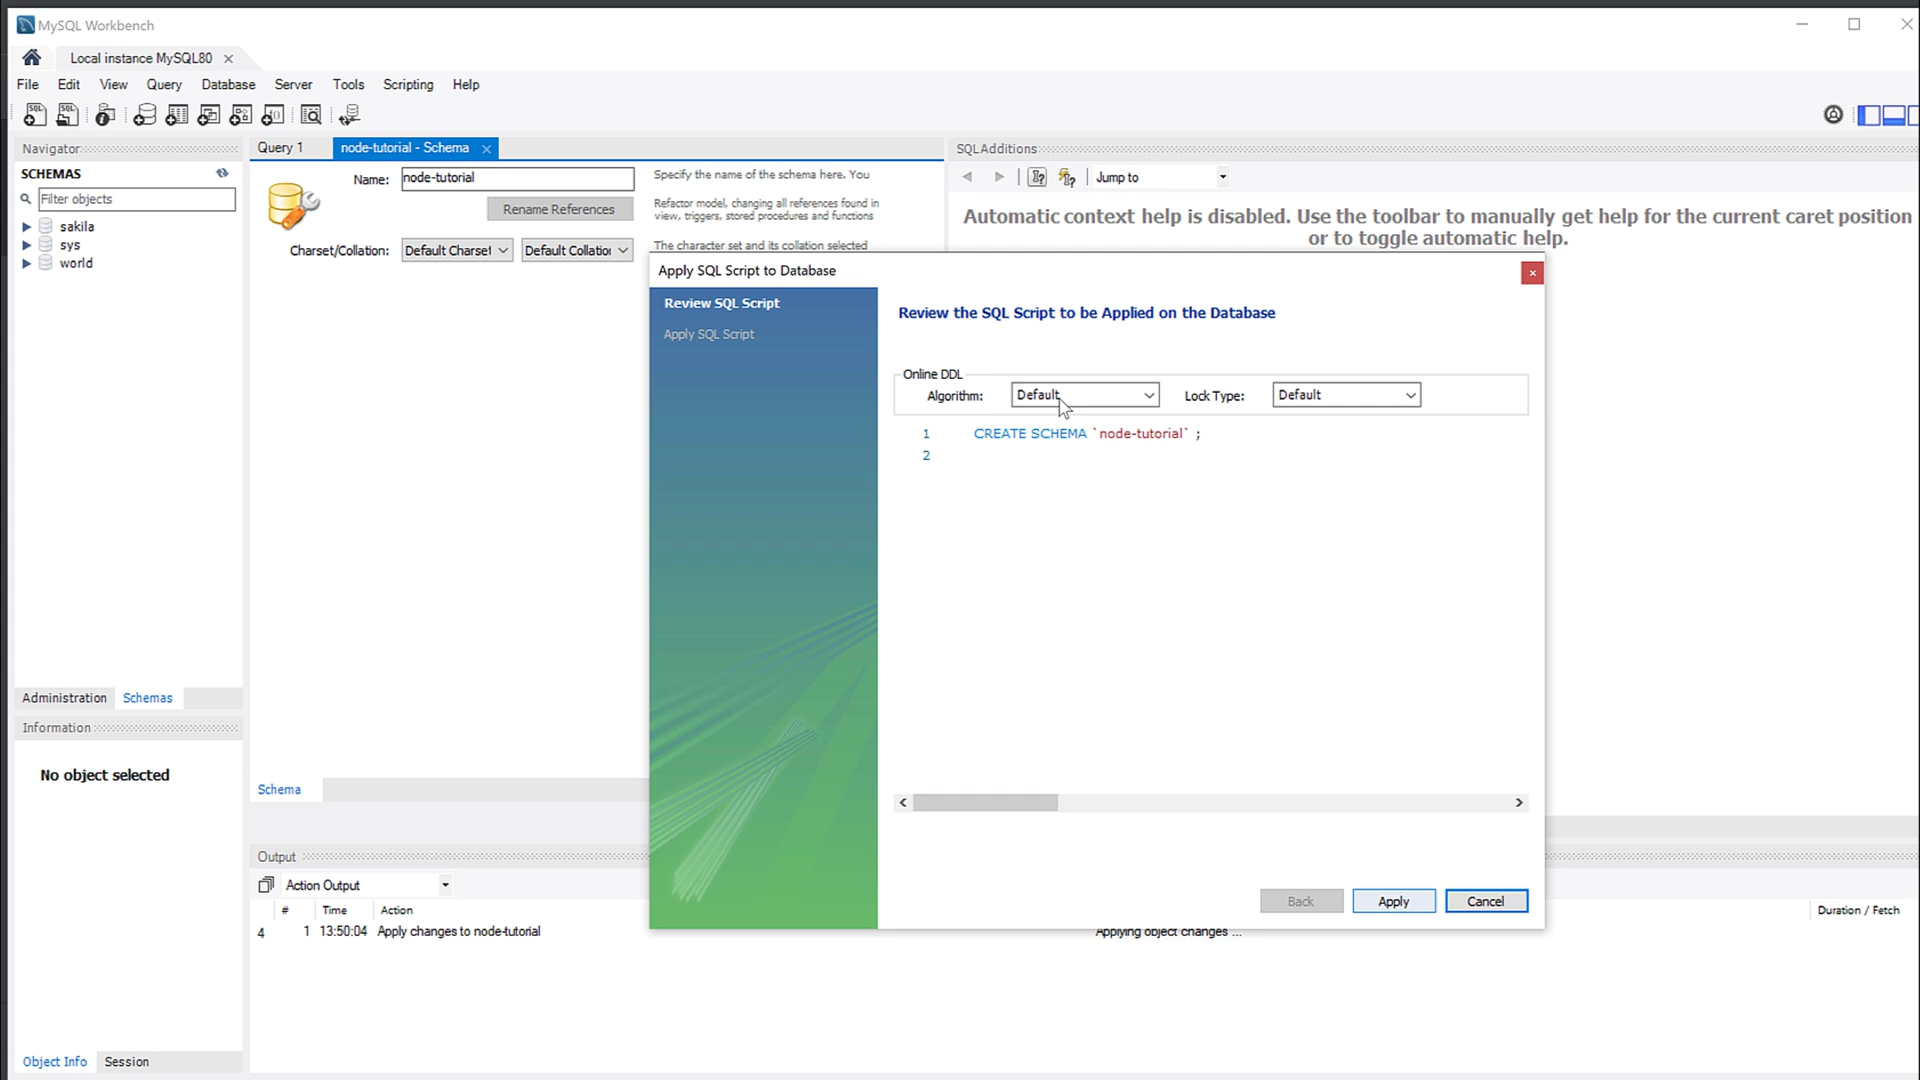 MySQL Workbench
Local instance MySQL80
File Edit View Query Database Server Tools Scripting Help
Navigator
SCHEMAS
Filter objects
sakila
sys
world
Administration Schemas
Information
No object selected
Object Info Session
Query 1 node-tutorial - Schema
Name: node-tutorial
Specify the name of the schema here. You
Rename References
Refactor model, changing all references found in
view, triggers, stored procedures and functions
Charset/Collation: Default Charset Default Collation
The character set and its collation selected
Schema
SQLAdditions
Jump to
Automatic context help is disabled. Use the toolbar to manually get help for the current caret position
or to toggle automatic help.
Apply SQL Script to Database
Review SQL Script
Apply SQL Script
Review the SQL Script to be Applied on the Database
Online DDL
Algorithm: Default Lock Type: Default
1 CREATE SCHEMA `node-tutorial` ;
2
Back Apply Cancel
Output
Action Output
# Time Action Duration / Fetch
4 1 13:50:04 Apply changes to node-tutorial Applying object changes ...